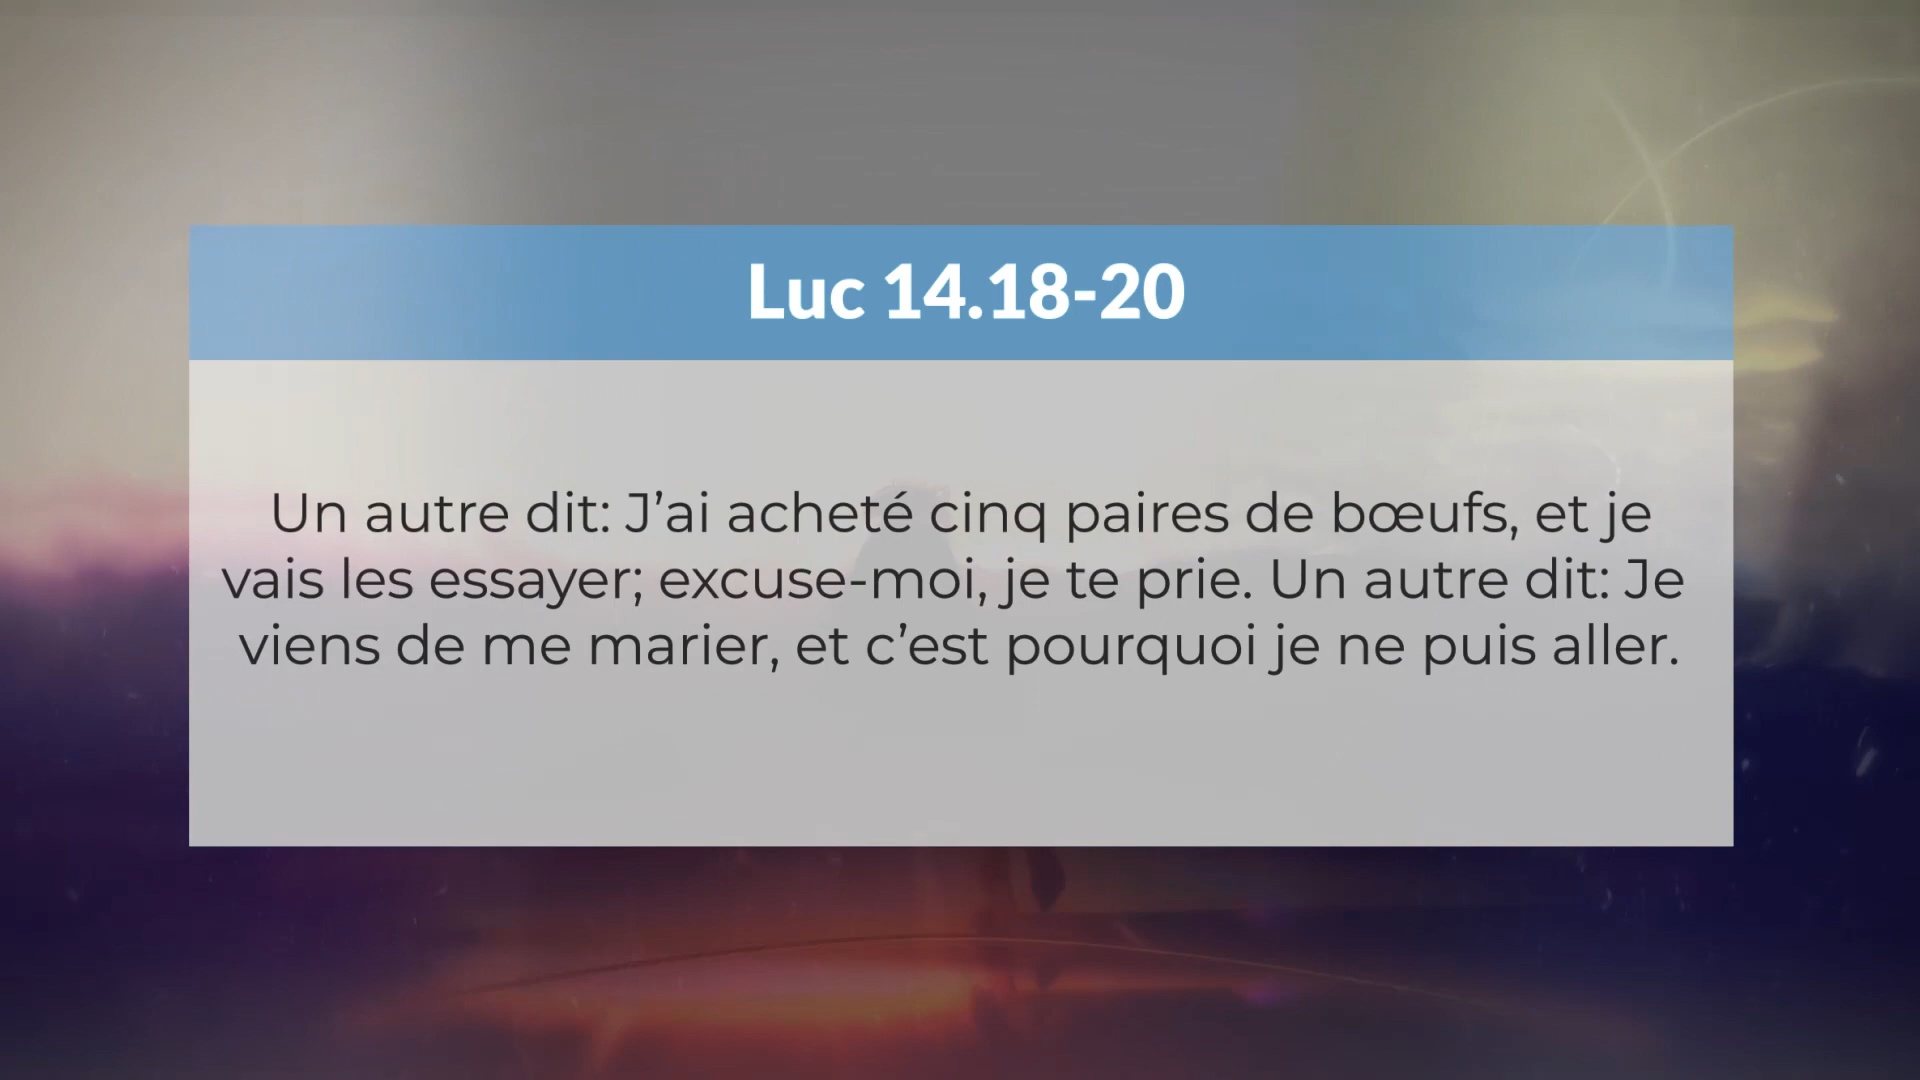 Luc 14.18-20
Un autre dit: J’ai acheté cinq paires de bœufs, et je
vais les essayer; excuse-moi, je te prie. Un autre dit: Je
viens de me marier, et c’est pourquoi je ne puis aller.